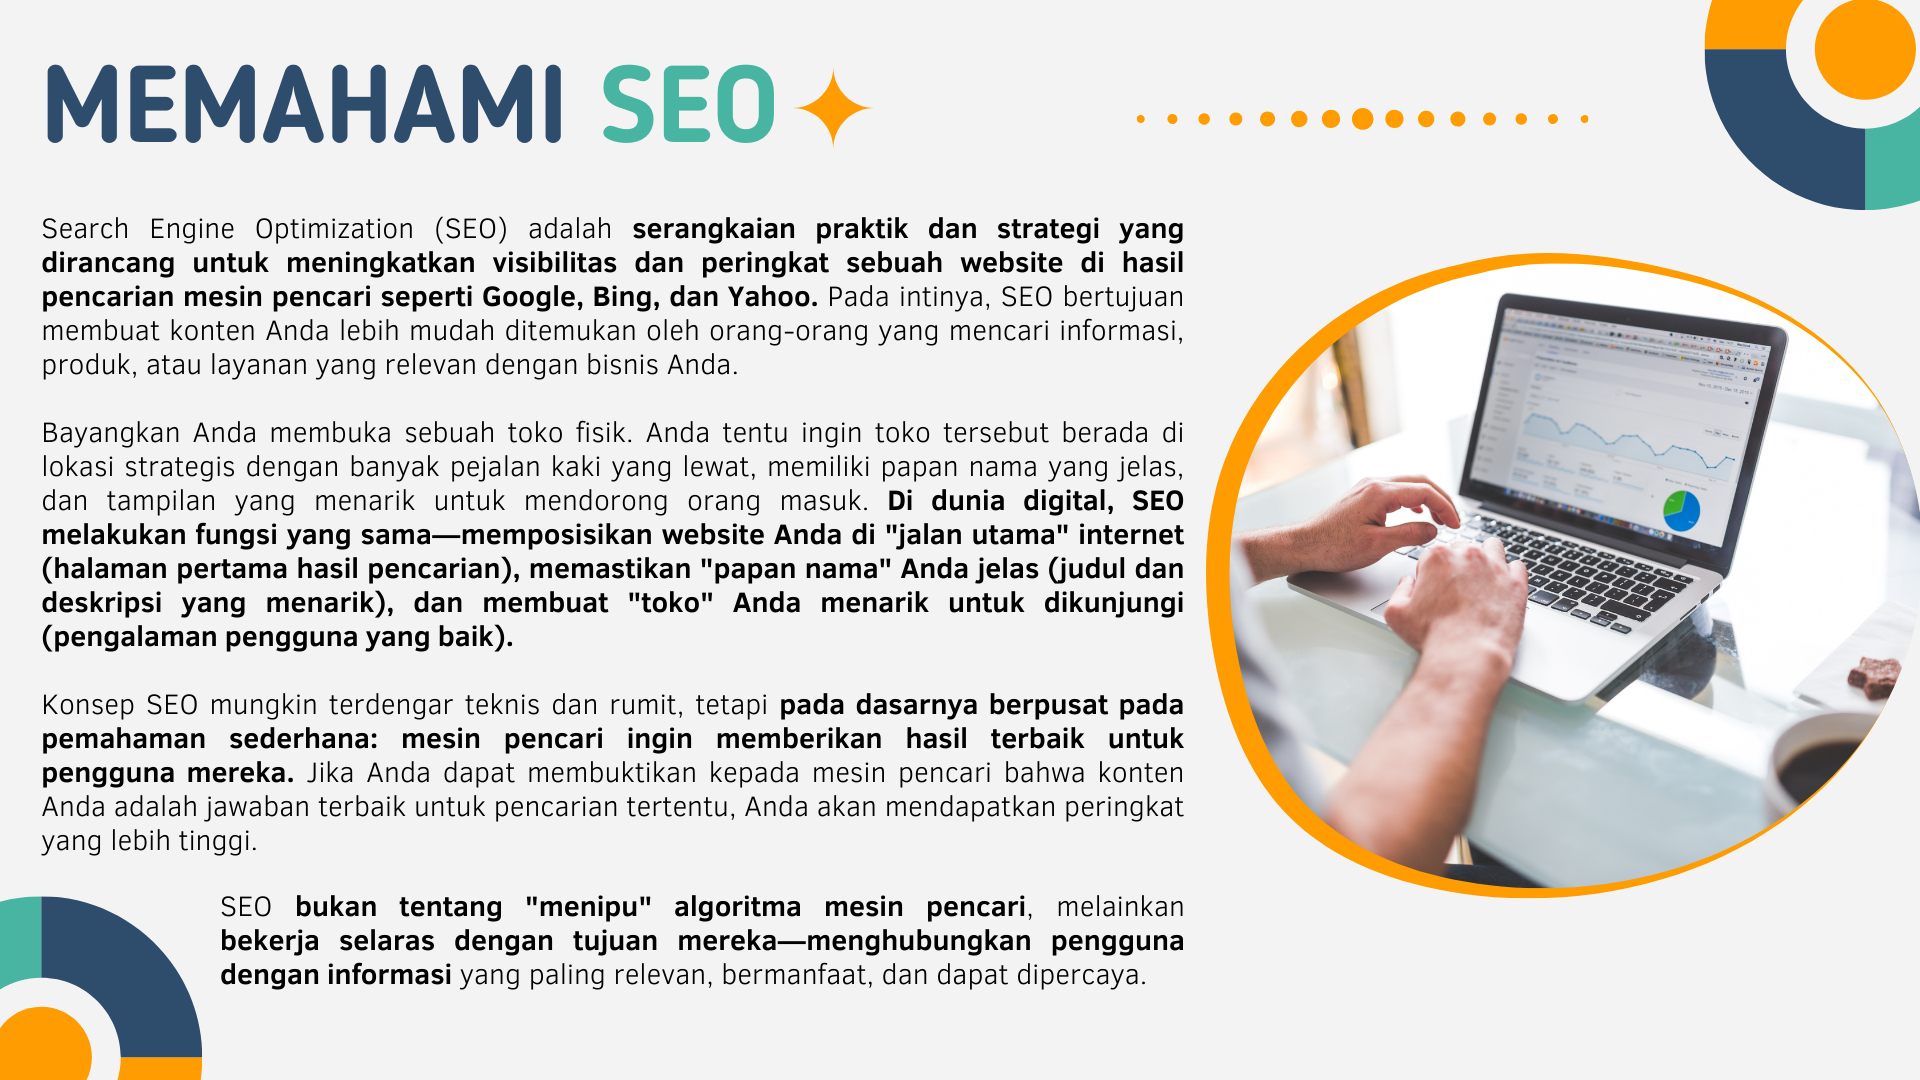 MEMAHAMI SEO
Search Engine Optimization (SEO) adalah serangkaian praktik dan strategi yang
dirancang untuk meningkatkan visibilitas dan peringkat sebuah website di hasil
pencarian mesin pencari seperti Google, Bing, dan Yahoo. Pada intinya, SEO bertujuan
membuat konten Anda lebih mudah ditemukan oleh orang-orang yang mencari informasi,
produk, atau layanan yang relevan dengan bisnis Anda.
Bayangkan Anda membuka sebuah toko fisik. Anda tentu ingin toko tersebut berada di
lokasi strategis dengan banyak pejalan kaki yang lewat, memiliki papan nama yang jelas,
dan tampilan yang menarik untuk mendorong orang masuk. Di dunia digital, SEO
melakukan fungsi yang sama—memposisikan website Anda di "jalan utama" internet
(halaman pertama hasil pencarian), memastikan "papan nama" Anda jelas (judul dan
deskripsi yang menarik), dan membuat "toko" Anda menarik untuk dikunjungi
(pengalaman pengguna yang baik).
Konsep SEO mungkin terdengar teknis dan rumit, tetapi pada dasarnya berpusat pada
pemahaman sederhana: mesin pencari ingin memberikan hasil terbaik untuk
pengguna mereka. Jika Anda dapat membuktikan kepada mesin pencari bahwa konten
Anda adalah jawaban terbaik untuk pencarian tertentu, Anda akan mendapatkan peringkat
yang lebih tinggi.
SEO bukan tentang "menipu" algoritma mesin pencari, melainkan
bekerja selaras dengan tujuan mereka—menghubungkan pengguna
dengan informasi yang paling relevan, bermanfaat, dan dapat dipercaya.